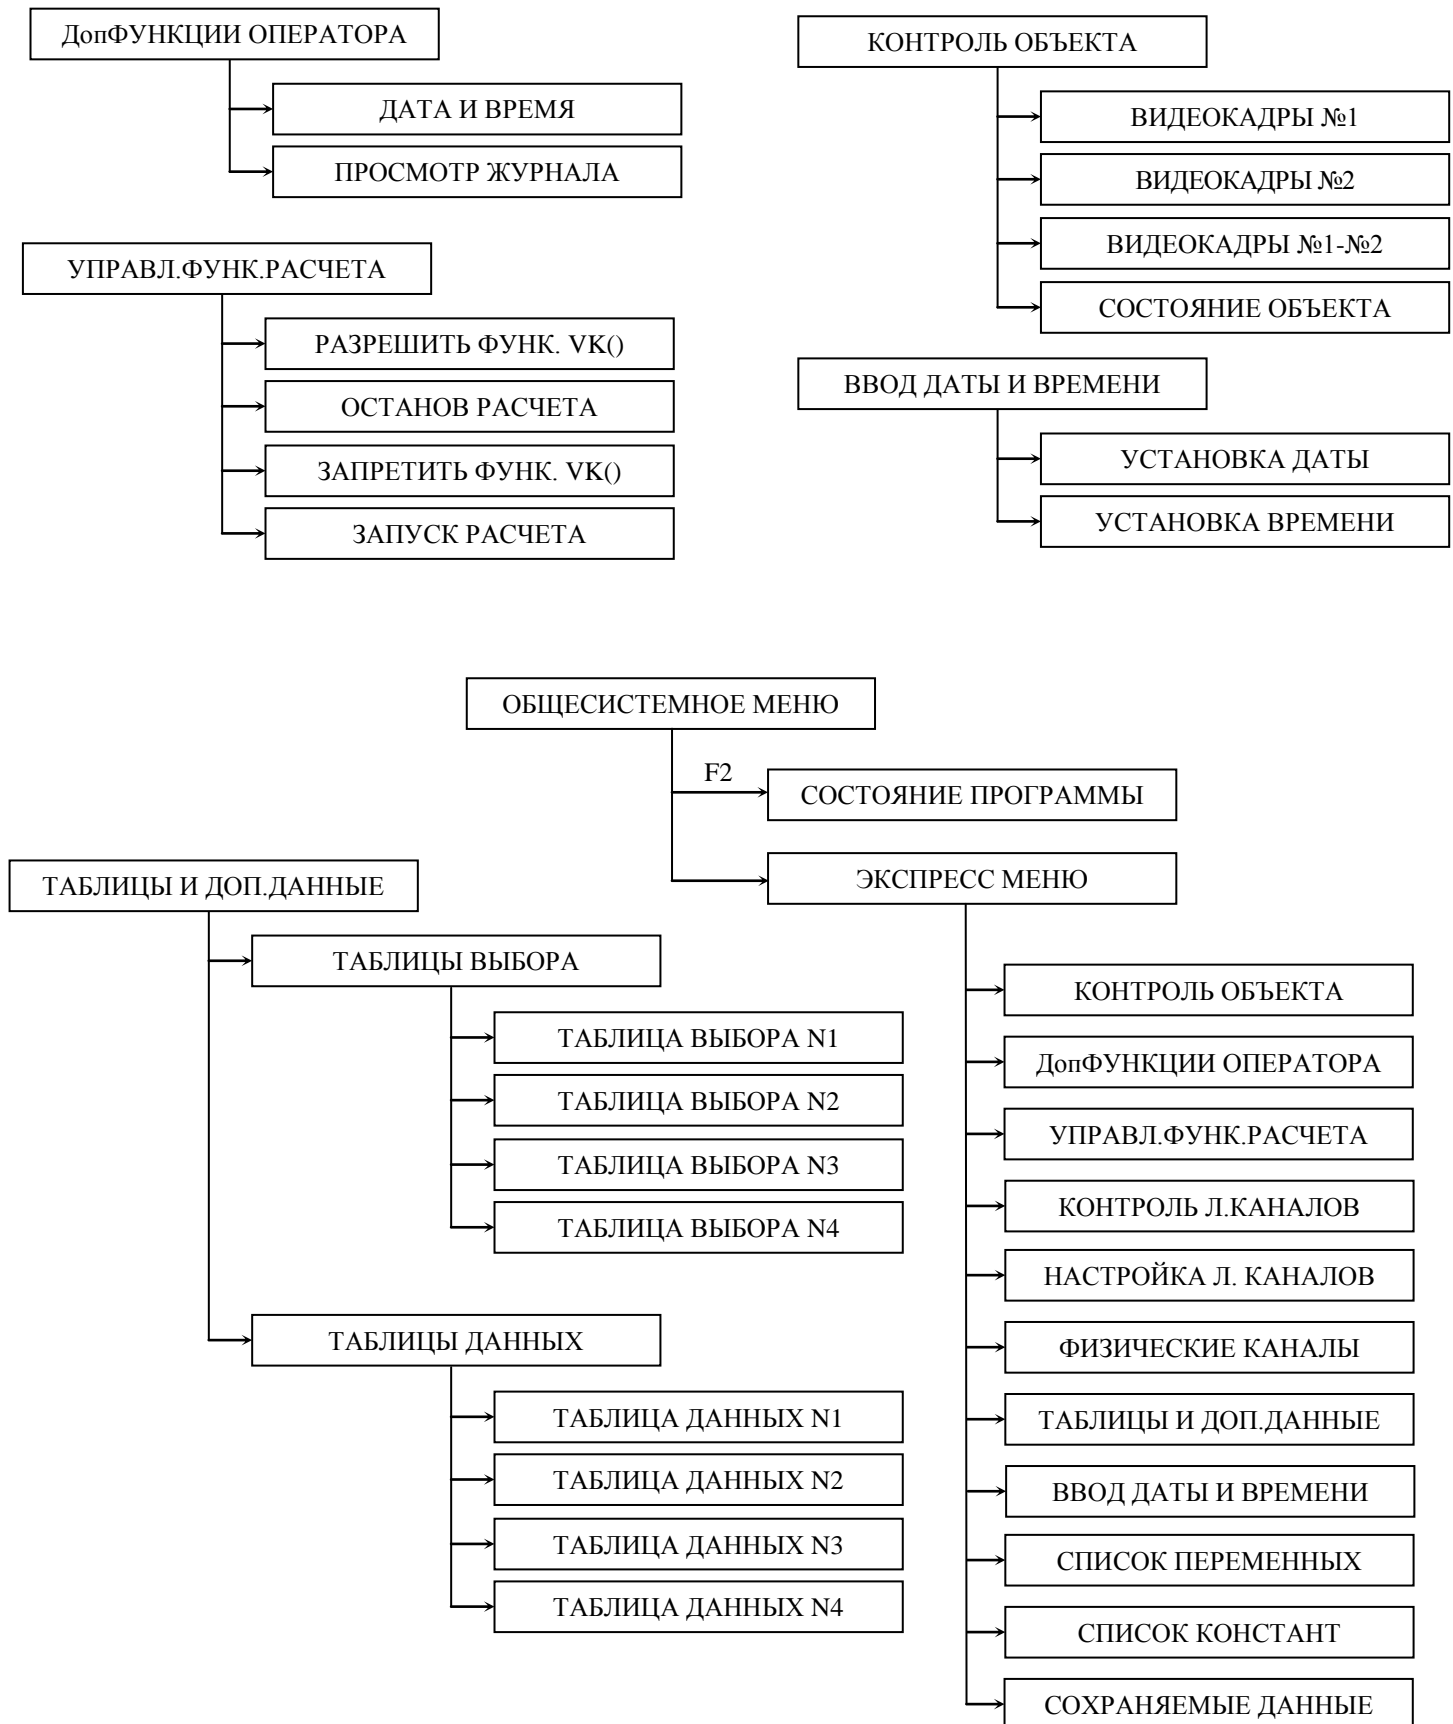 ДопФУНКЦИИ ОПЕРАТОРА
ДАТА И ВРЕМЯ
ПРОСМОТР ЖУРНАЛА
УПРАВЛ.ФУНК.РАСЧЕТА
РАЗРЕШИТЬ ФУНК. VK()
ОСТАНОВ РАСЧЕТА
ЗАПРЕТИТЬ ФУНК. VK()
ЗАПУСК РАСЧЕТА
КОНТРОЛЬ ОБЪЕКТА
ВИДЕОКАДРЫ №1
ВИДЕОКАДРЫ №2
ВИДЕОКАДРЫ №1-№2
СОСТОЯНИЕ ОБЪЕКТА
ВВОД ДАТЫ И ВРЕМЕНИ
УСТАНОВКА ДАТЫ
УСТАНОВКА ВРЕМЕНИ
ОБЩЕСИСТЕМНОЕ МЕНЮ
F2
СОСТОЯНИЕ ПРОГРАММЫ
ЭКСПРЕСС МЕНЮ
ТАБЛИЦЫ И ДОП.ДАННЫЕ
ТАБЛИЦЫ ВЫБОРА
ТАБЛИЦА ВЫБОРА N1
ТАБЛИЦА ВЫБОРА N2
ТАБЛИЦА ВЫБОРА N3
ТАБЛИЦА ВЫБОРА N4
ТАБЛИЦЫ ДАННЫХ
ТАБЛИЦА ДАННЫХ N1
ТАБЛИЦА ДАННЫХ N2
ТАБЛИЦА ДАННЫХ N3
ТАБЛИЦА ДАННЫХ N4
КОНТРОЛЬ ОБЪЕКТА
ДопФУНКЦИИ ОПЕРАТОРА
УПРАВЛ.ФУНК.РАСЧЕТА
КОНТРОЛЬ Л.КАНАЛОВ
НАСТРОЙКА Л. КАНАЛОВ
ФИЗИЧЕСКИЕ КАНАЛЫ
ТАБЛИЦЫ И ДОП.ДАННЫЕ
ВВОД ДАТЫ И ВРЕМЕНИ
СПИСОК ПЕРЕМЕННЫХ
СПИСОК КОНСТАНТ
СОХРАНЯЕМЫЕ ДАННЫЕ